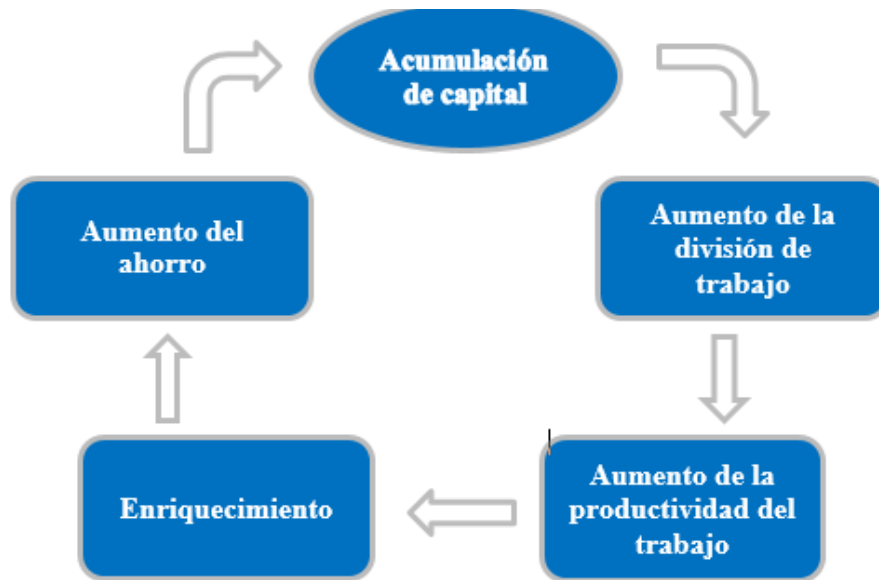 Acumulación
de capital
Aumento de la
división de
trabajo
Aumento de la
productividad del
trabajo
Enriquecimiento
Aumento del
ahorro